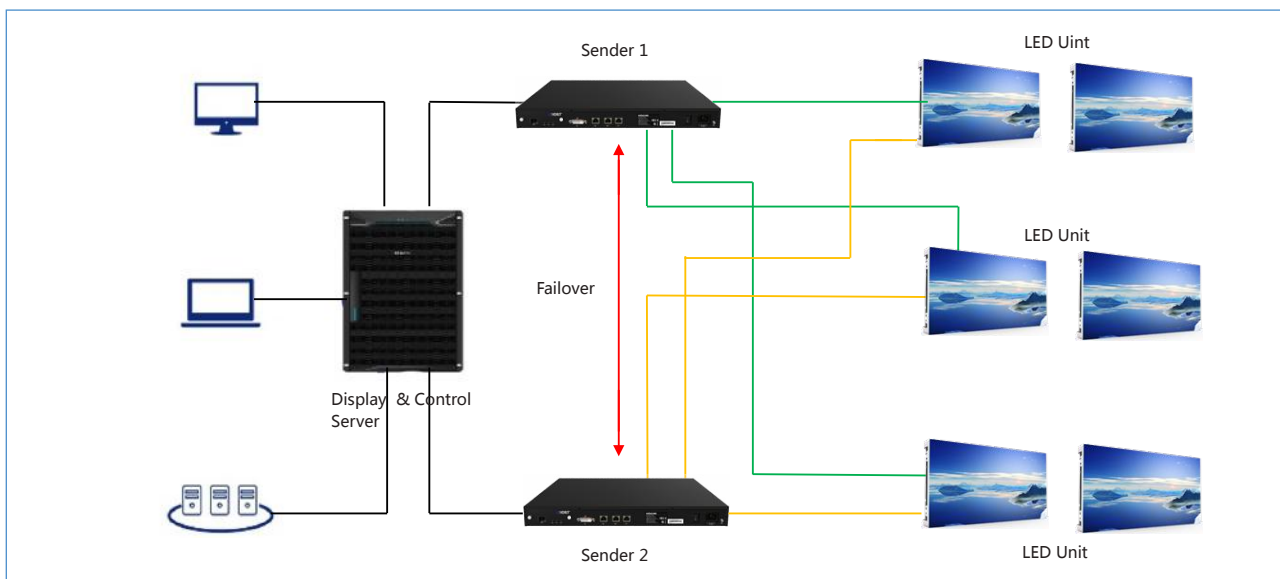 Sender 1
LED Uint
LED Unit
Failover
Display & Control
Server
Sender 2
LED Unit